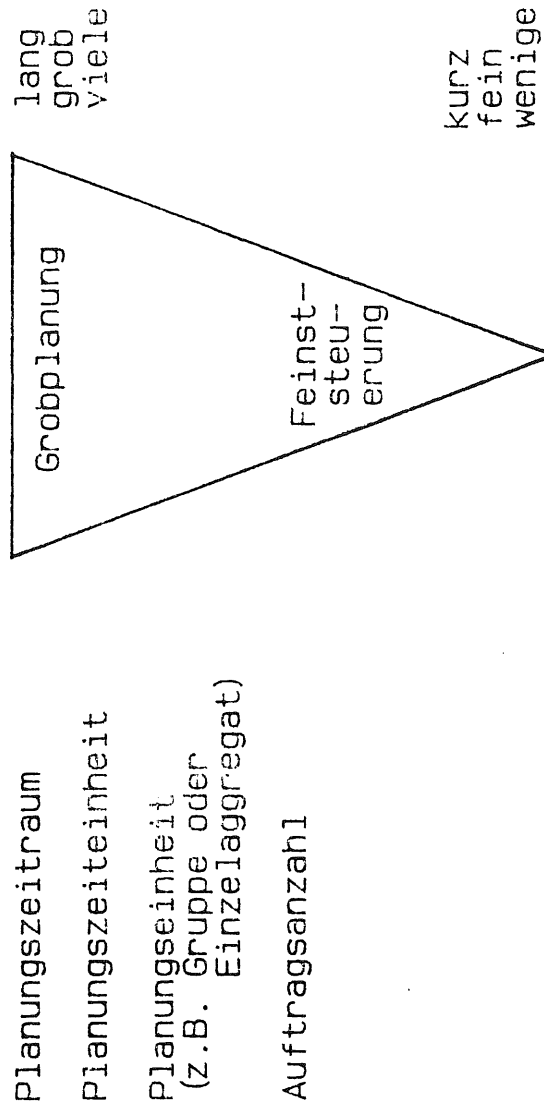 Planungszeitraum
Planungszeiteinheit
Planungseinheit
(z.B. Gruppe oder
Einzelaggregat)
Auftragsanzahl
Grobplanung
Feinst-
steu-
erung
lang
grob
viele
kurz
fein
wenige